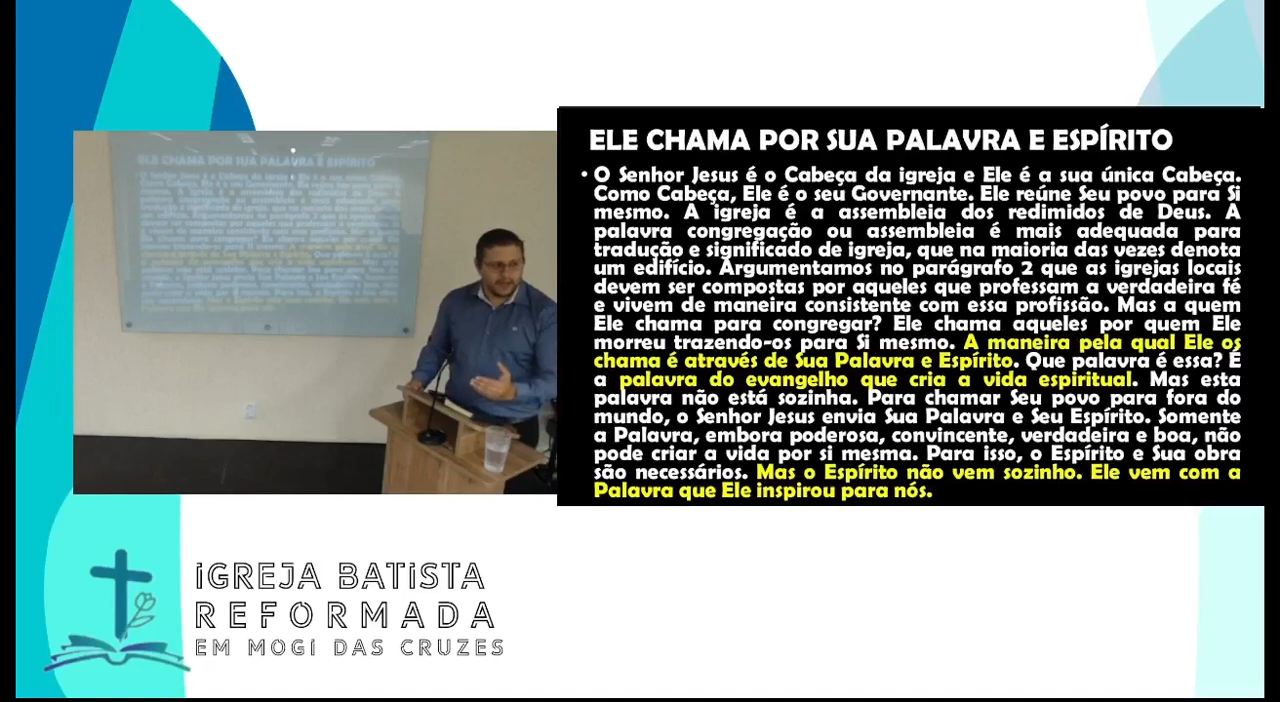 ELE CHAMA POR SUA PALAVRA E ESPÍRITO
• O Senhor Jesus é o Cabeça da igreja e Ele é a sua única Cabeça.
Como Cabeça, Ele é o seu Governante. Ele reúne Seu povo para Si
mesmo. A igreja é a assembleia dos redimidos de Deus. A
palavra congregação ou assembleia é mais adequada para
tradução e significado de igreja, que na maioria das vezes denota
um edifício. Argumentamos no parágrafo 2 que as igrejas locais
devem ser compostas por aqueles que professam a verdadeira fé
e vivem de maneira consistente com essa profissão. Mas a quem
Ele chama para congregar? Ele chama aqueles por quem Ele
morreu trazendo-os para Si mesmo. A maneira pela qual Ele os
chama é através de Sua Palavra e Espírito. Que palavra é essa? É
a palavra do evangelho que cria a vida espiritual. Mas esta
palavra não está sozinha. Para chamar Seu povo para fora do
mundo, o Senhor Jesus envia Sua Palavra e Seu Espírito. Somente
a Palavra, embora poderosa, convincente, verdadeira e boa, não
pode criar a vida por si mesma. Para isso, o Espírito e Sua obra
são necessários. Mas o Espírito não vem sozinho. Ele vem com a
Palavra que Ele inspirou para nós.
ELE CHAMA POR SUA PALAVRA E ESPÍRITO
IGREJA BATISTA
REFORMADA
EM MOGI DAS CRUZES